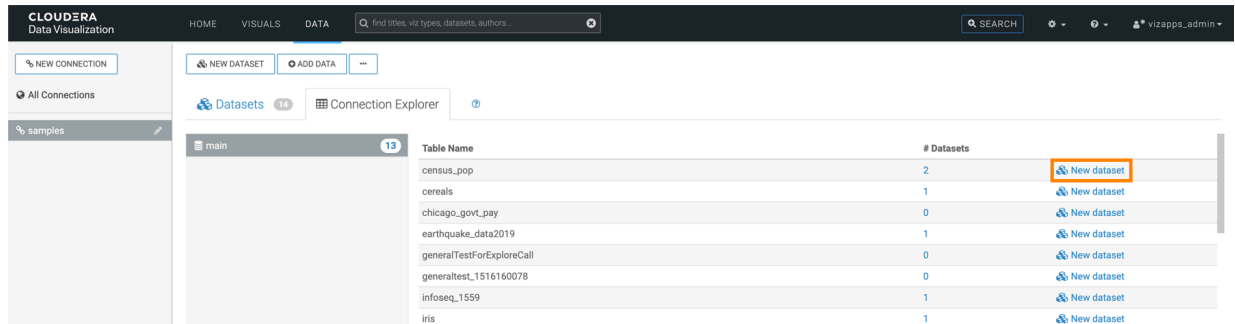 CLOUDERA
Data Visualization
HOME VISUALS DATA find titles, viz types, datasets, authors... SEARCH vizapps_admin
NEW CONNECTION NEW DATASET ADD DATA ...
All Connections
Datasets 14 Connection Explorer ?
samples
main 13
Table Name # Datasets
census_pop 2 New dataset
cereals 1 New dataset
chicago_govt_pay 0 New dataset
earthquake_data2019 1 New dataset
generalTestForExploreCall 0 New dataset
generaltest_1516160078 0 New dataset
infoseq_1559 1 New dataset
iris 1 New dataset